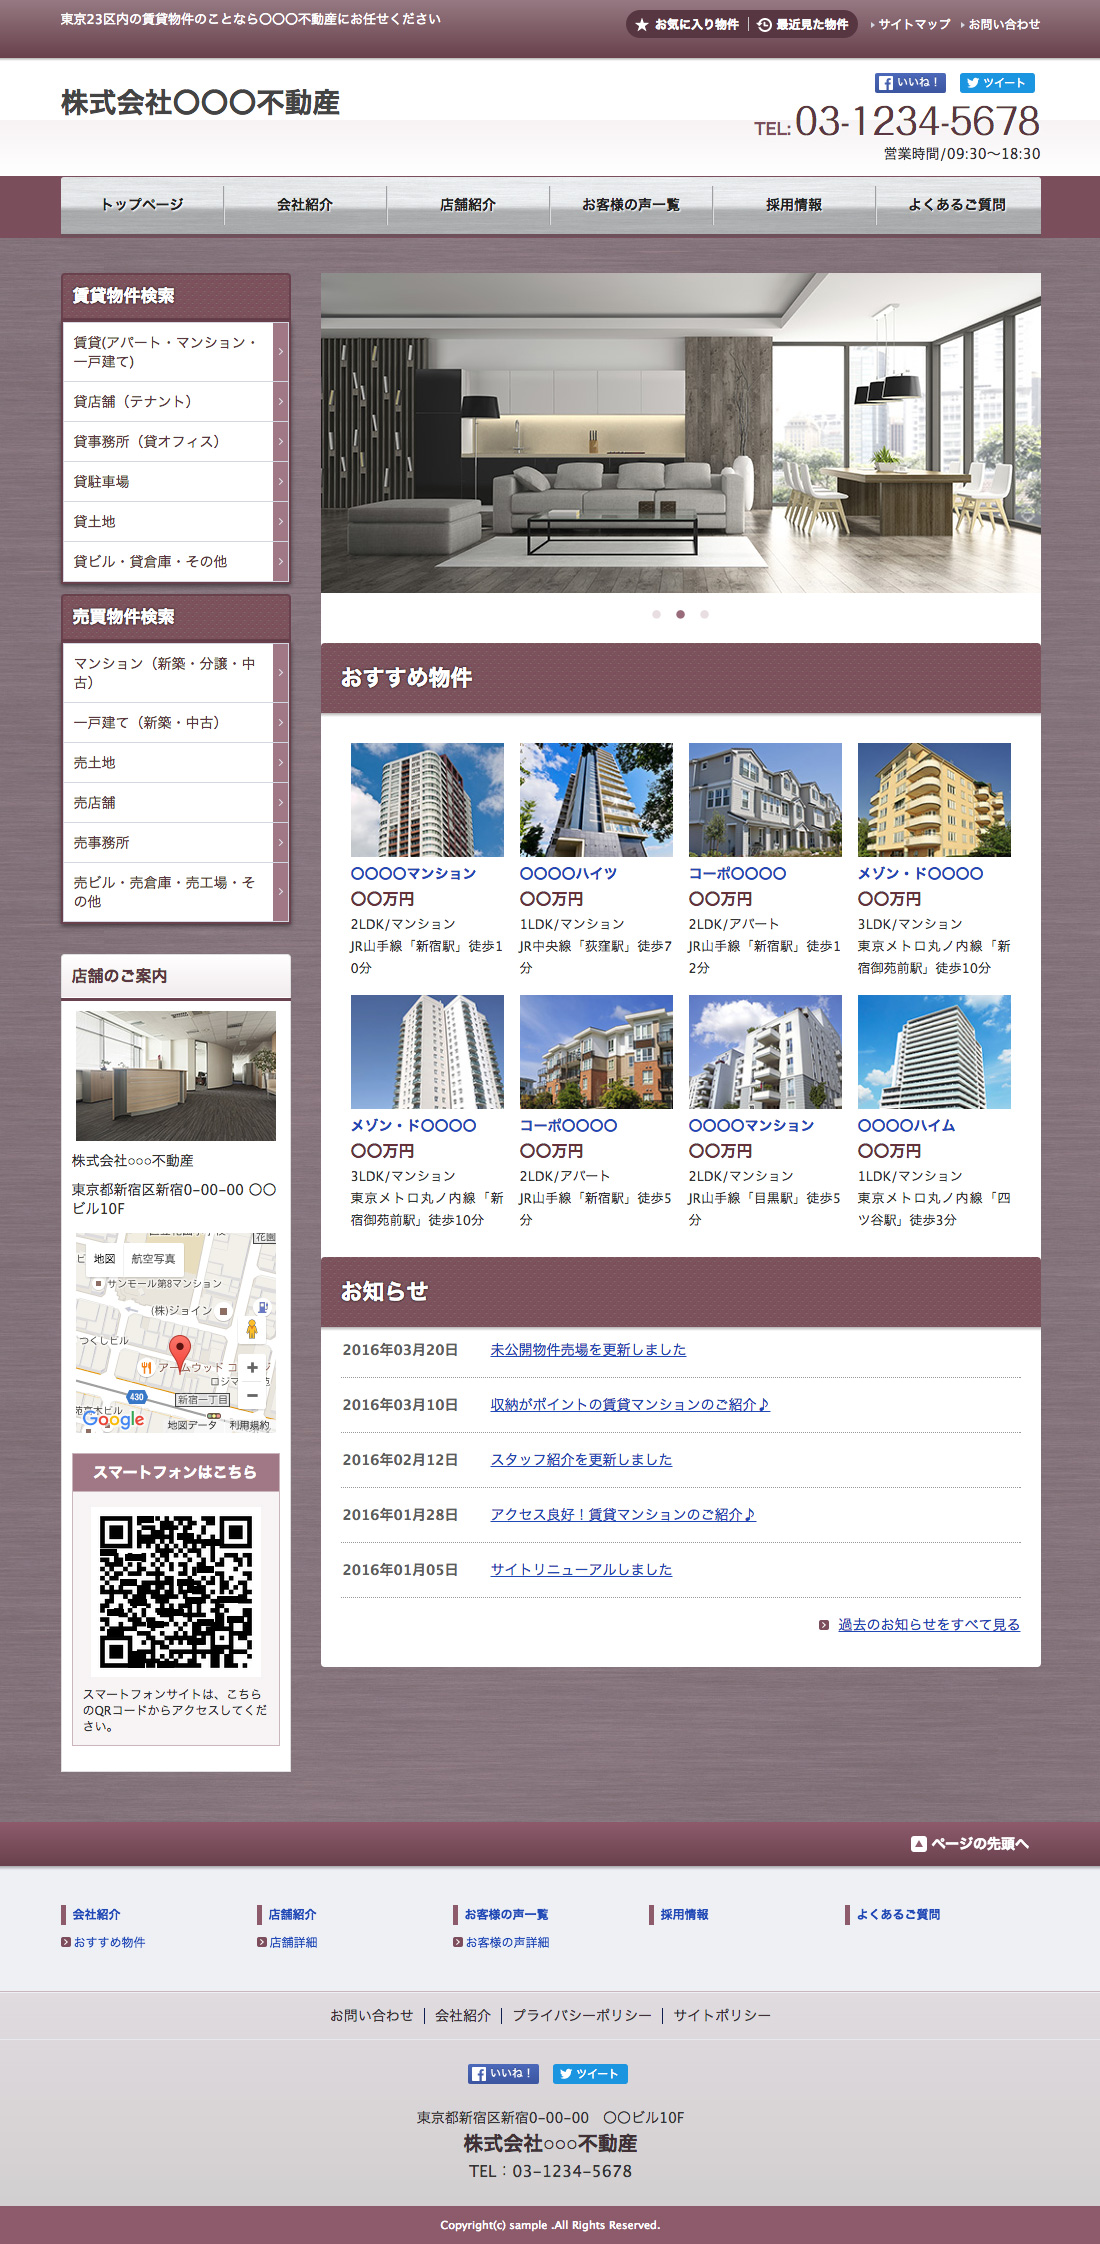 東京23区内の賃貸物件のことなら〇〇〇不動産にお任せください
お気に入り物件
最近見た物件
サイトマップ
お問い合わせ
株式会社〇〇〇不動産
いいね！
ツイート
TEL:03-1234-5678
営業時間/09:30〜18:30
トップページ
会社紹介
店舗紹介
お客様の声一覧
採用情報
よくあるご質問
賃貸物件検索
賃貸(アパート・マンション・
一戸建て)
貸店舗（テナント）
貸事務所（貸オフィス）
貸駐車場
貸土地
貸ビル・貸倉庫・その他
売買物件検索
マンション（新築・分譲・中
古）
一戸建て（新築・中古）
売土地
売店舗
売事務所
売ビル・売倉庫・売工場・そ
の他
店舗のご案内
株式会社○○○不動産
東京都新宿区新宿0−00−00 〇〇
ビル10F
地図
航空写真
サンモール第8マンション
(株)ジョイン
つくしビル
430
新宿一丁目
Google
地図データ
利用規約
スマートフォンはこちら
スマートフォンサイトは、こちら
のQRコードからアクセスしてくだ
さい。
おすすめ物件
〇〇〇〇マンション
〇〇万円
2LDK/マンション
JR山手線「新宿駅」徒歩1
0分
〇〇〇〇ハイツ
〇〇万円
1LDK/マンション
JR中央線「荻窪駅」徒歩7
分
コーポ〇〇〇〇
〇〇万円
2LDK/アパート
JR山手線「新宿駅」徒歩1
2分
メゾン・ド〇〇〇〇
〇〇万円
3LDK/マンション
東京メトロ丸ノ内線「新
宿御苑前駅」徒歩10分
メゾン・ド〇〇〇〇
〇〇万円
3LDK/マンション
東京メトロ丸ノ内線「新
宿御苑前駅」徒歩10分
コーポ〇〇〇〇
〇〇万円
2LDK/アパート
JR山手線「新宿駅」徒歩5
分
〇〇〇〇マンション
〇〇万円
2LDK/マンション
JR山手線「目黒駅」徒歩5
分
〇〇〇〇ハイム
〇〇万円
1LDK/マンション
東京メトロ丸ノ内線「四
ツ谷駅」徒歩3分
お知らせ
2016年03月20日 未公開物件売場を更新しました
2016年03月10日 収納がポイントの賃貸マンションのご紹介♪
2016年02月12日 スタッフ紹介を更新しました
2016年01月28日 アクセス良好！賃貸マンションのご紹介♪
2016年01月05日 サイトリニューアルしました
過去のお知らせをすべて見る
ページの先頭へ
会社紹介
おすすめ物件
店舗紹介
店舗詳細
お客様の声一覧
お客様の声詳細
採用情報
よくあるご質問
お問い合わせ
会社紹介
プライバシーポリシー
サイトポリシー
いいね！
ツイート
東京都新宿区新宿0−00−00　〇〇ビル10F
株式会社○○○不動産
TEL：03−1234−5678
Copyright(c) sample .All Rights Reserved.